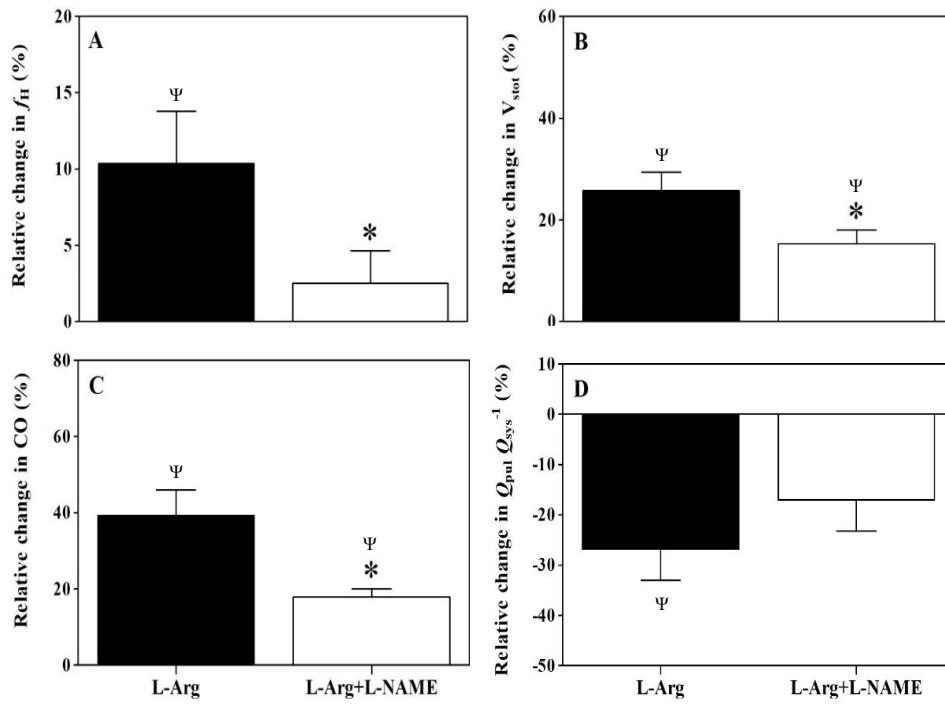 A
Relative change in fH (%)
20
15
10
5
0
Ψ
*
B
Relative change in Vstot (%)
60
40
20
0
Ψ
Ψ
*
C
Relative change in CO (%)
80
60
40
20
0
Ψ
Ψ
*
L-Arg L-Arg+L-NAME
D
Relative change in Qpul Qsys-1 (%)
10
0
-10
-20
-30
-40
-50
Ψ
L-Arg L-Arg+L-NAME